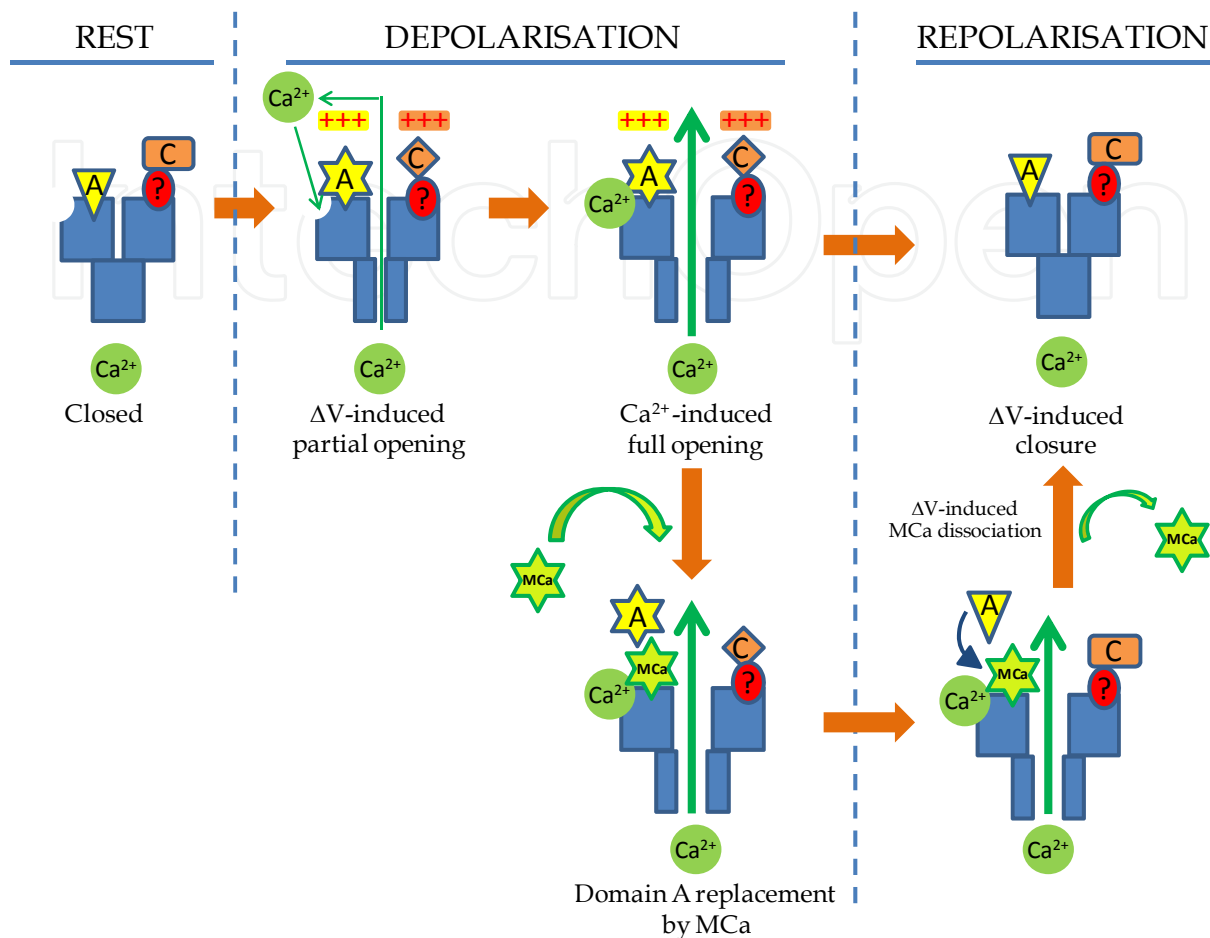 REST
DEPOLARISATION
REPOLARISATION
Ca²⁺
+++
+++
+++
+++
A
C
?
A
C
?
Ca²⁺
A
C
?
A
C
?
IntechOpen
Ca²⁺
Ca²⁺
Ca²⁺
Ca²⁺
Closed
ΔV-induced
partial opening
Ca²⁺-induced
full opening
ΔV-induced
closure
ΔV-induced
MCa dissociation
MCa
MCa
A
MCa
C
?
Ca²⁺
A
MCa
C
?
Ca²⁺
Ca²⁺
Ca²⁺
Domain A replacement
by MCa